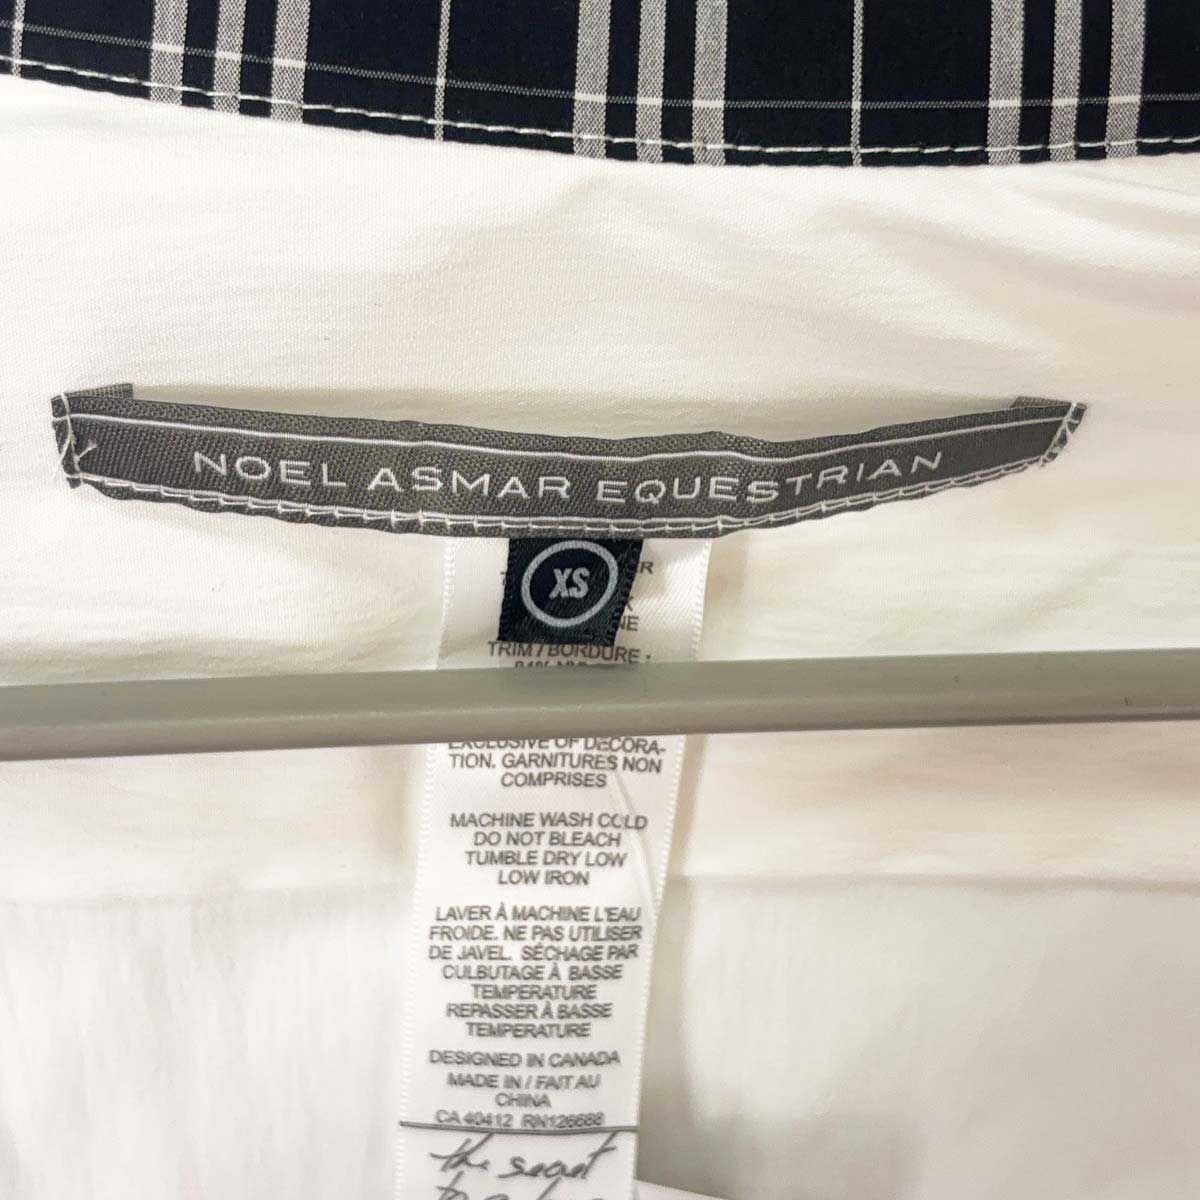 NOEL ASMAR EQUESTRIAN
XS
TRIM / BORDURE
EXCLUSIVE OF DECORA-
TION. GARNITURES NON
COMPRISES
MACHINE WASH COLD
DO NOT BLEACH
TUMBLE DRY LOW
LOW IRON
LAVER À MACHINE L'EAU
FROIDE. NE PAS UTILISER
DE JAVEL. SÉCHAGE PAR
CULBUTAGE À BASSE
TEMPERATURE
REPASSER À BASSE
TEMPERATURE
DESIGNED IN CANADA
MADE IN / FAIT AU
CHINA
CA 40412 RN126688
the secret